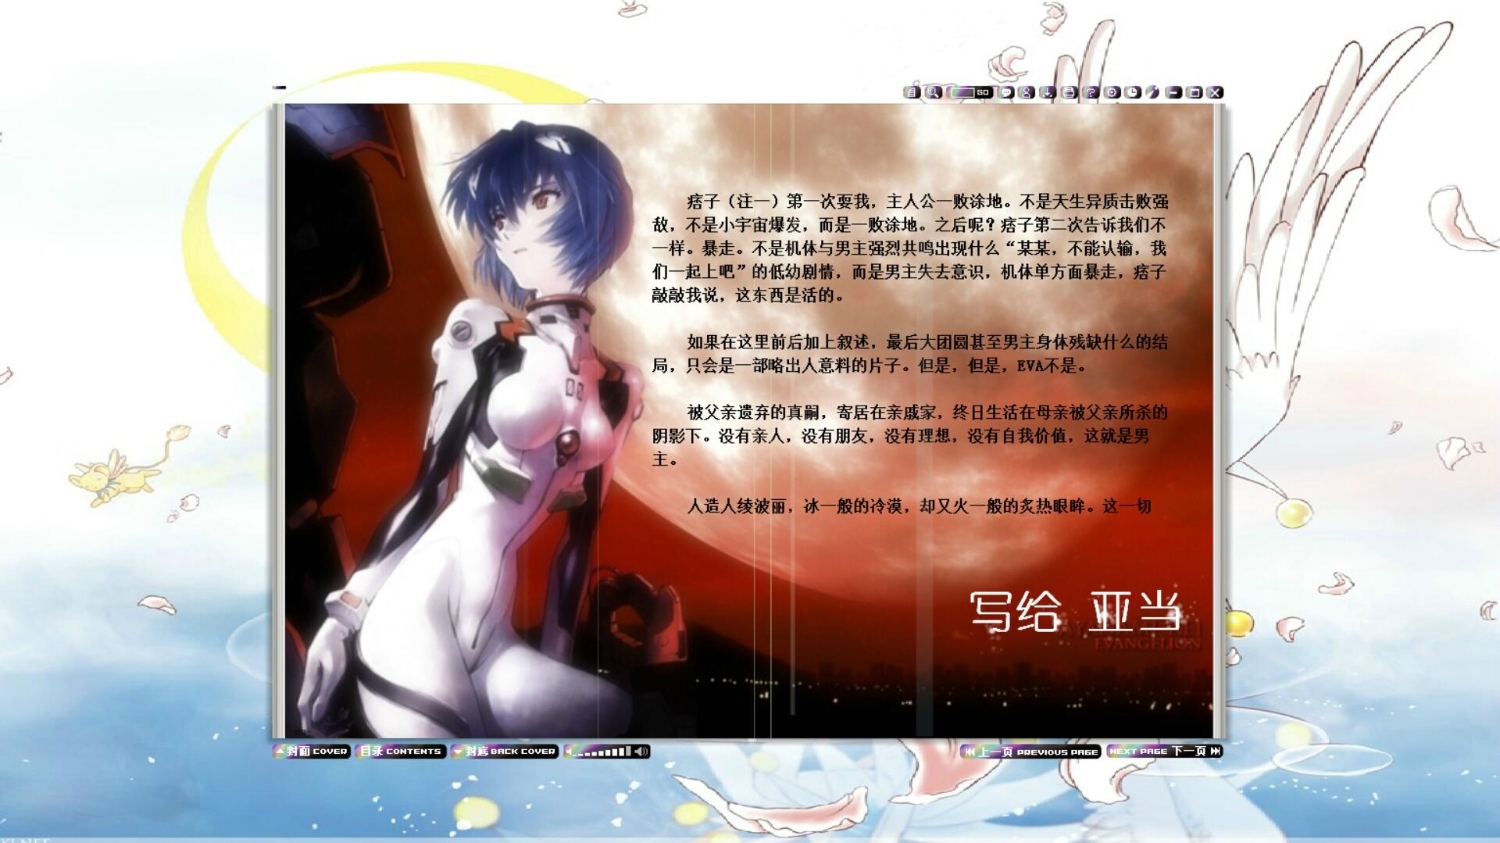 GO
痞子（注一）第一次耍我，主人公一败涂地。不是天生异质击败强
敌，不是小宇宙爆发，而是一败涂地。之后呢？痞子第二次告诉我们不
一样。暴走。不是机体与男主强烈共鸣出现什么“某某，不能认输，我
们一起上吧”的低幼剧情，而是男主失去意识，机体单方面暴走，痞子
敲敲我说，这东西是活的。
如果在这里前后加上叙述，最后大团圆甚至男主身体残缺什么的结
局，只会是一部略出人意料的片子。但是，但是，EVA不是。
被父亲遗弃的真嗣，寄居在亲戚家，终日生活在母亲被父亲所杀的
阴影下。没有亲人，没有朋友，没有理想，没有自我价值，这就是男
主。
人造人绫波丽，冰一般的冷漠，却又火一般的炙热眼眸。这一切
写给 亚当
EVANGELION
00
封面 COVER 目录 CONTENTS 封底 BACK COVER
上一页 PREVIOUS PAGE NEXT PAGE 下一页